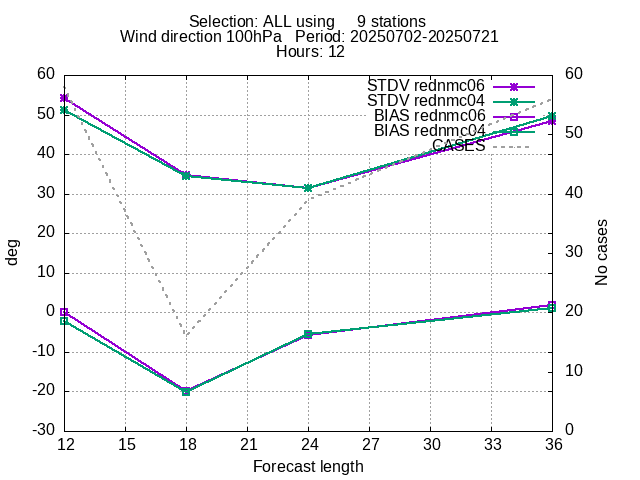 Selection: ALL using     9 stations
Wind direction 100hPa   Period: 20250702-20250721
Hours: 12
STDV rednmc06
STDV rednmc04
BIAS rednmc06
BIAS rednmc04
CASES
60
50
40
30
20
10
0
-10
-20
-30
deg
60
50
40
30
20
10
0
No cases
12 15 18 21 24 27 30 33 36
Forecast length